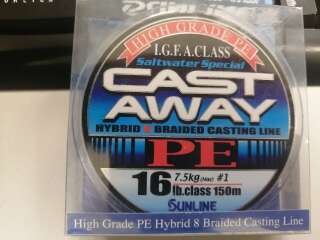 HIGH GRADE PE
I.G.F.A.CLASS
Saltwater Special
CAST
AWAY
HYBRID 8 BRAIDED CASTING LINE
PE
16 7.5kg(MAX) #1
lb.class 150m
SUNLINE
High Grade PE Hybrid 8 Braided Casting Line